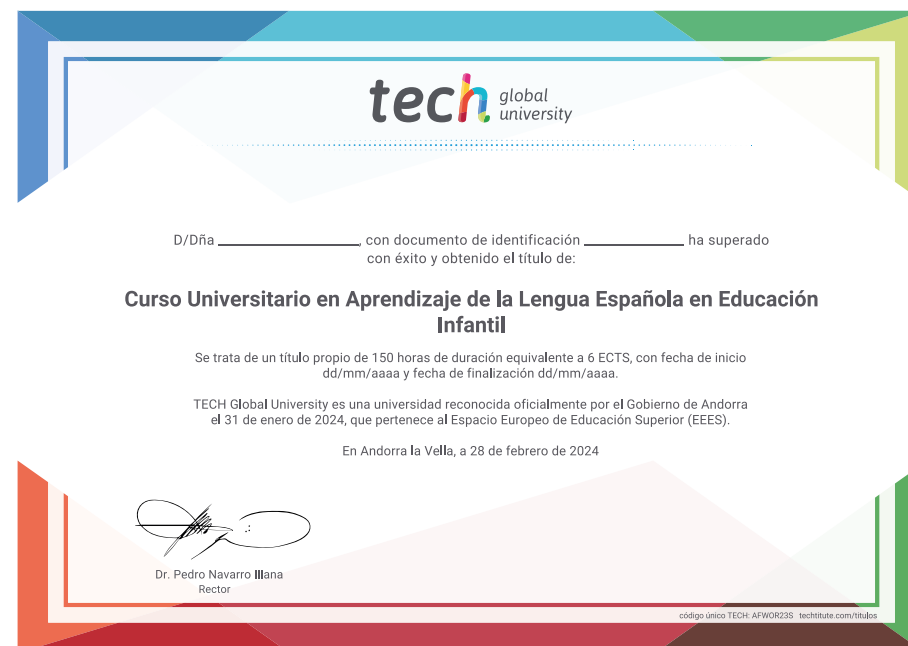 tech global university
D/Dña ____________, con documento de identificación ____________ ha superado
con éxito y obtenido el título de:
Curso Universitario en Aprendizaje de la Lengua Española en Educación
Infantil
Se trata de un título propio de 150 horas de duración equivalente a 6 ECTS, con fecha de inicio
dd/mm/aaaa y fecha de finalización dd/mm/aaaa.
TECH Global University es una universidad reconocida oficialmente por el Gobierno de Andorra
el 31 de enero de 2024, que pertenece al Espacio Europeo de Educación Superior (EEES).
En Andorra la Vella, a 28 de febrero de 2024
Dr. Pedro Navarro Illana
Rector
código único TECH: AFWOR23S techtitute.com/titulos